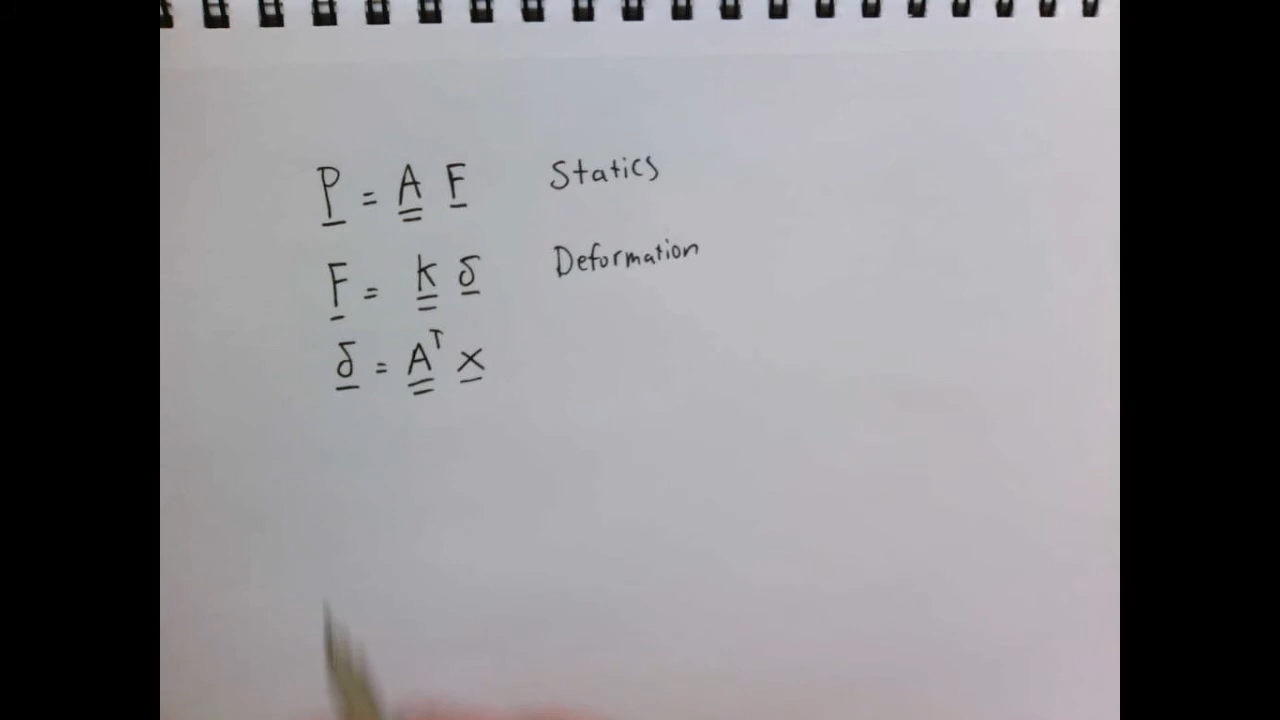 P = A F Statics
F = k δ Deformation
δ = Aᵀ x